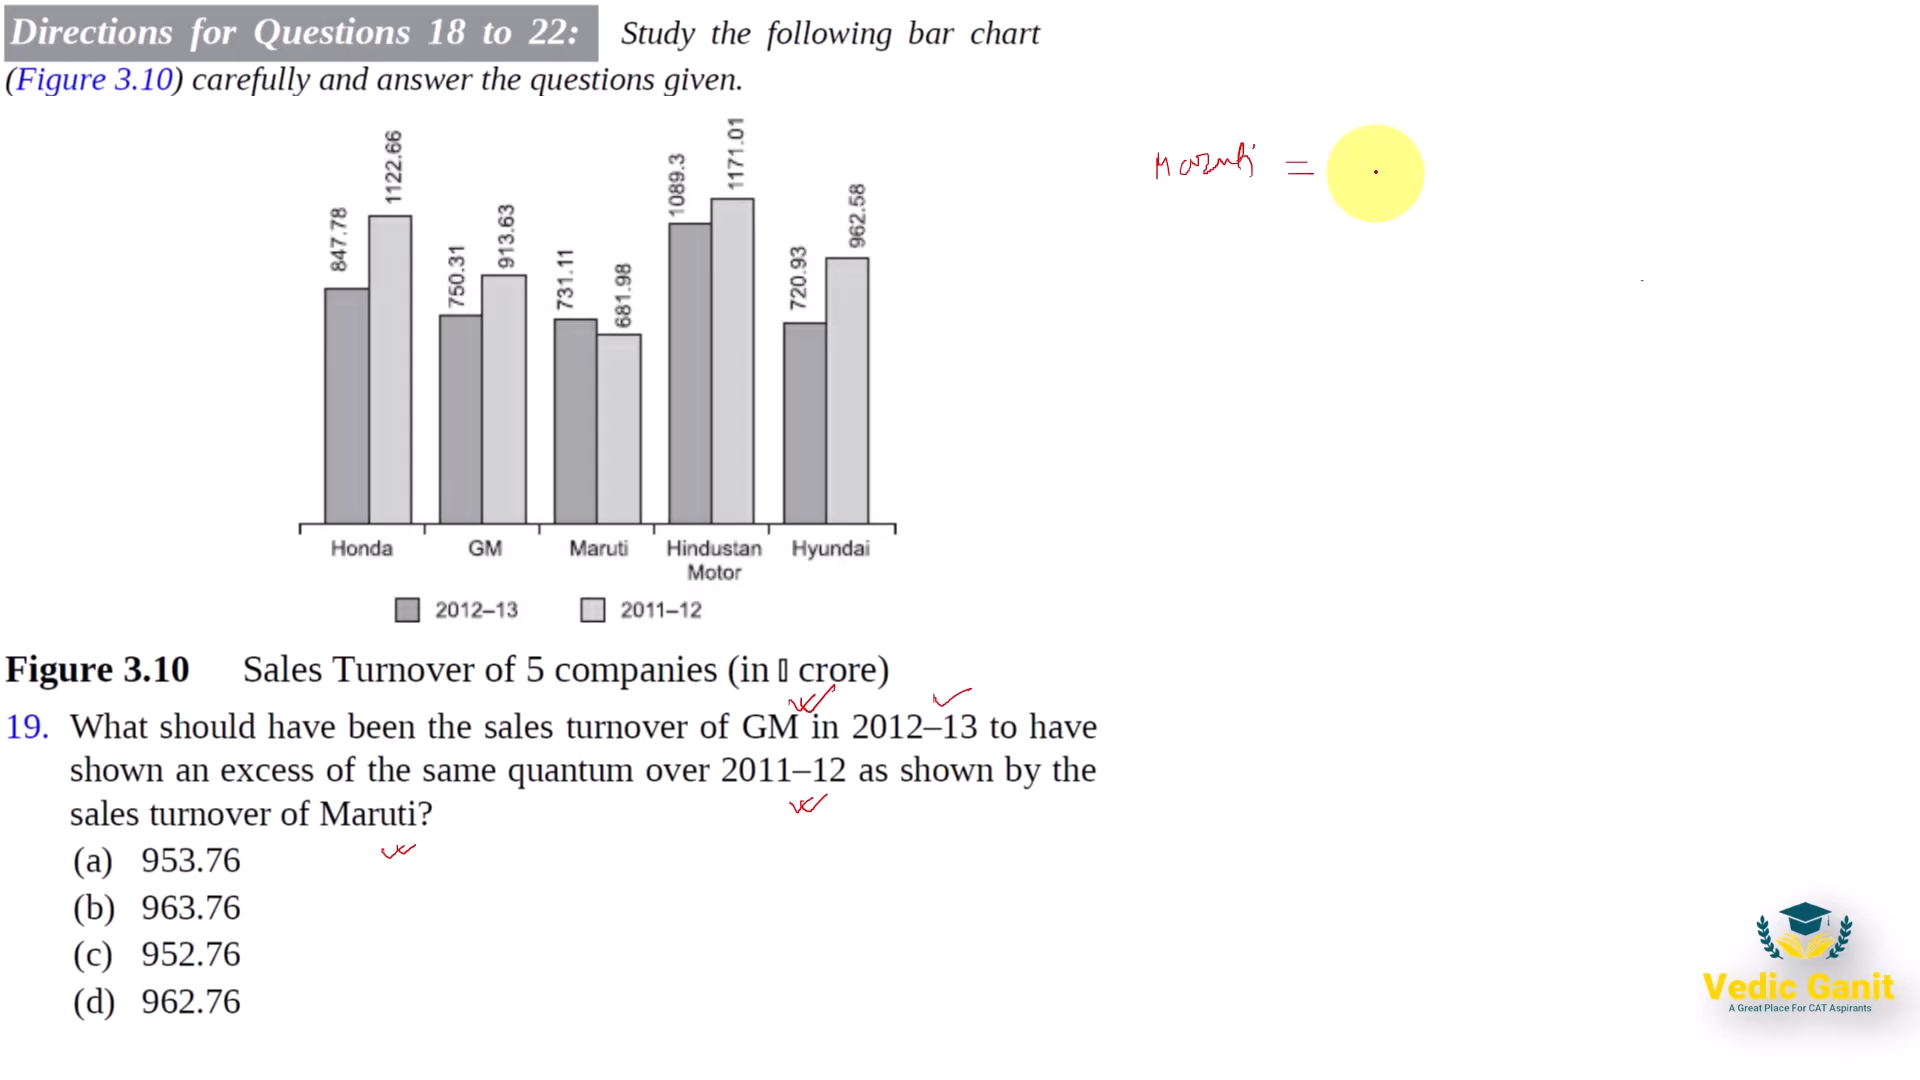 Directions for Questions 18 to 22: Study the following bar chart
(Figure 3.10) carefully and answer the questions given.
847.78
1122.66
750.31
913.63
731.11
681.98
1089.3
1171.01
720.93
962.58
Maruti =
Honda
GM
Maruti
Hindustan
Motor
Hyundai
2012–13
2011–12
Figure 3.10 Sales Turnover of 5 companies (in ▯ crore)
19. What should have been the sales turnover of GM in 2012–13 to have
shown an excess of the same quantum over 2011–12 as shown by the
sales turnover of Maruti?
(a) 953.76
(b) 963.76
(c) 952.76
(d) 962.76
Vedic Ganit
A Great Place For CAT Aspirants